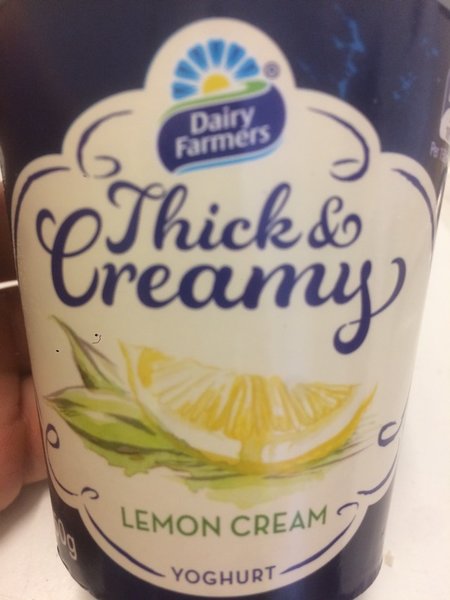 Dairy
Farmers
Thick &
Creamy
LEMON CREAM
YOGHURT